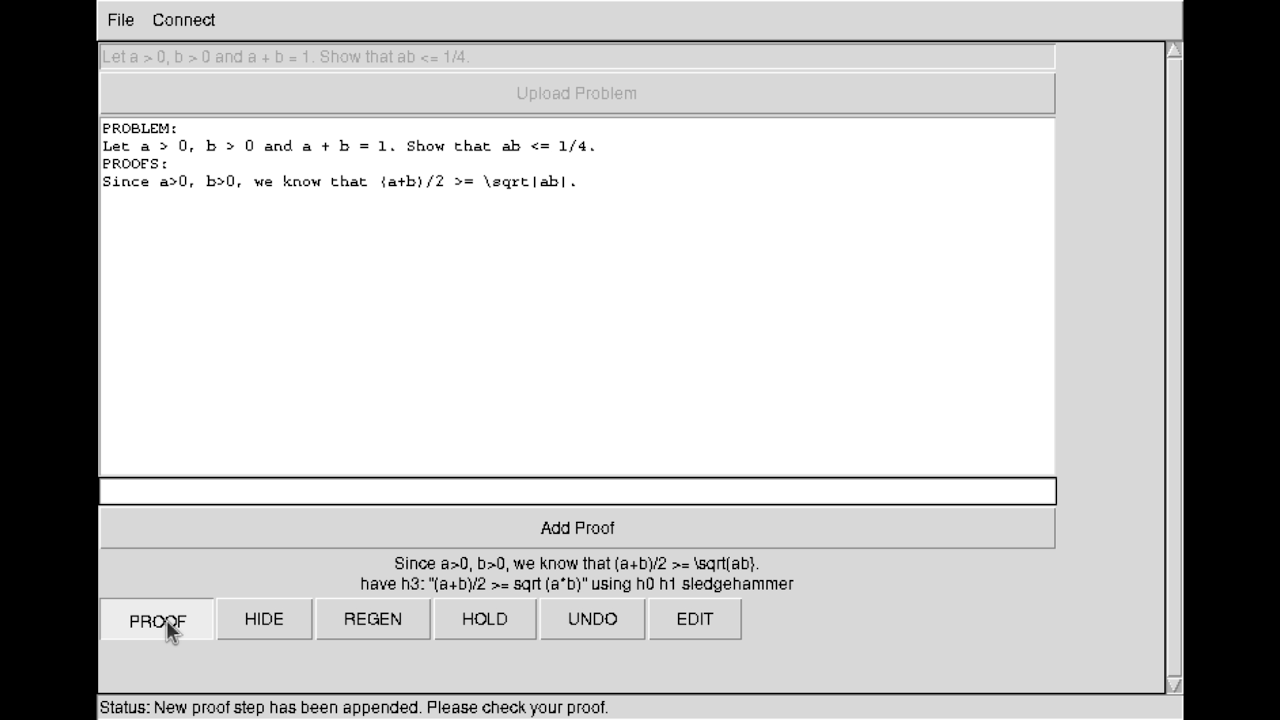 File Connect
Let a > 0, b > 0 and a + b = 1. Show that ab <= 1/4.
Upload Problem
PROBLEM:
Let a > 0, b > 0 and a + b = 1. Show that ab <= 1/4.
PROOFS:
Since a>0, b>0, we know that (a+b)/2 >= \sqrt{ab}.
Add Proof
Since a>0, b>0, we know that (a+b)/2 >= \sqrt{ab}.
have h3: "(a+b)/2 >= sqrt (a*b)" using h0 h1 sledgehammer
PROOF HIDE REGEN HOLD UNDO EDIT
Status: New proof step has been appended. Please check your proof.